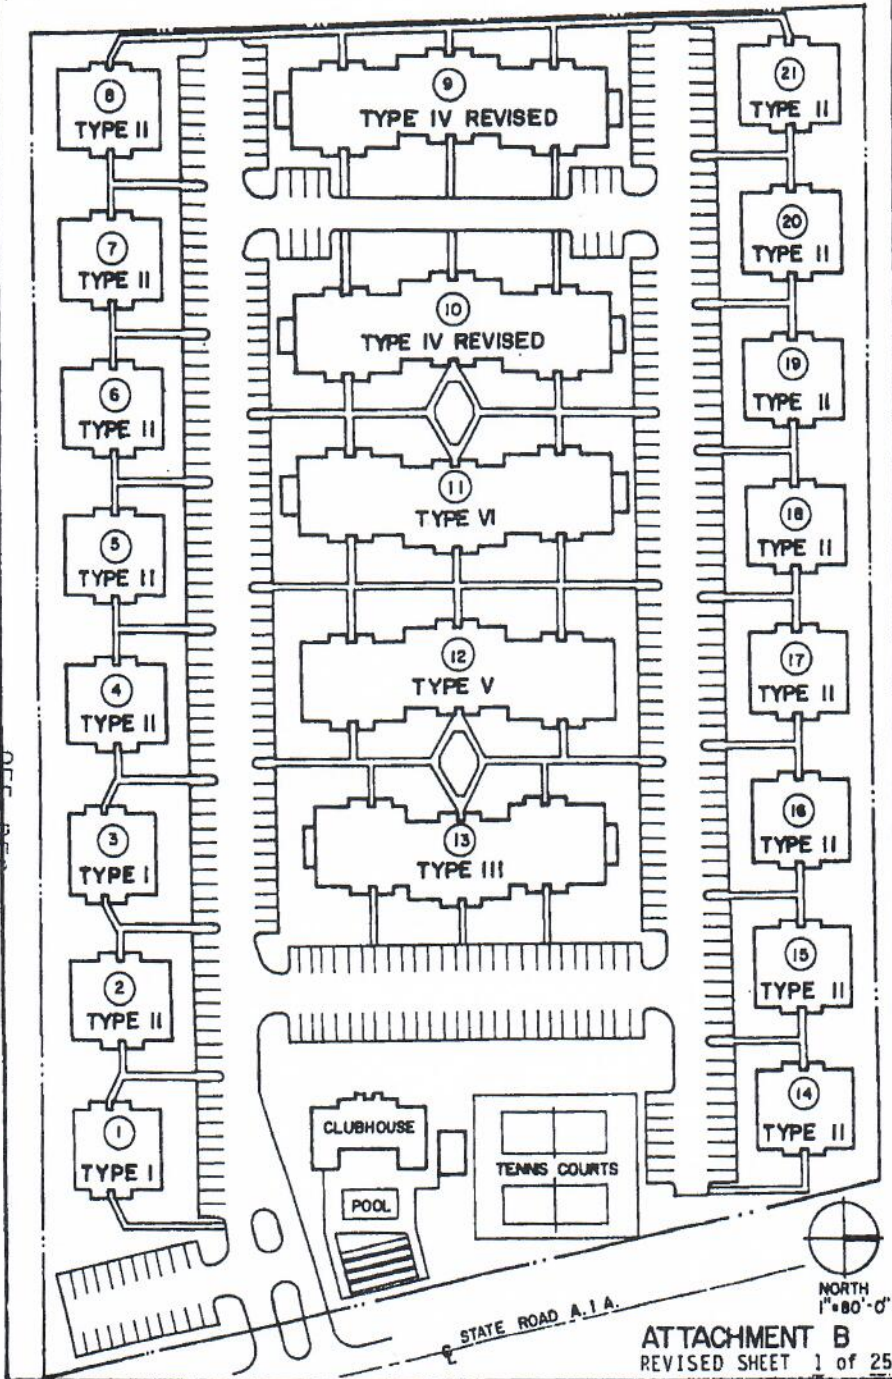 8
TYPE II
9
TYPE IV REVISED
21
TYPE II
7
TYPE II
20
TYPE II
10
TYPE IV REVISED
6
TYPE II
19
TYPE II
11
TYPE VI
5
TYPE II
18
TYPE II
12
TYPE V
4
TYPE II
17
TYPE II
3
TYPE I
13
TYPE III
16
TYPE II
2
TYPE II
15
TYPE II
1
TYPE I
14
TYPE II
CLUBHOUSE
TENNIS COURTS
POOL
NORTH
1"=80'-0"
STATE ROAD A.1A.
ATTACHMENT B
REVISED SHEET 1 of 25